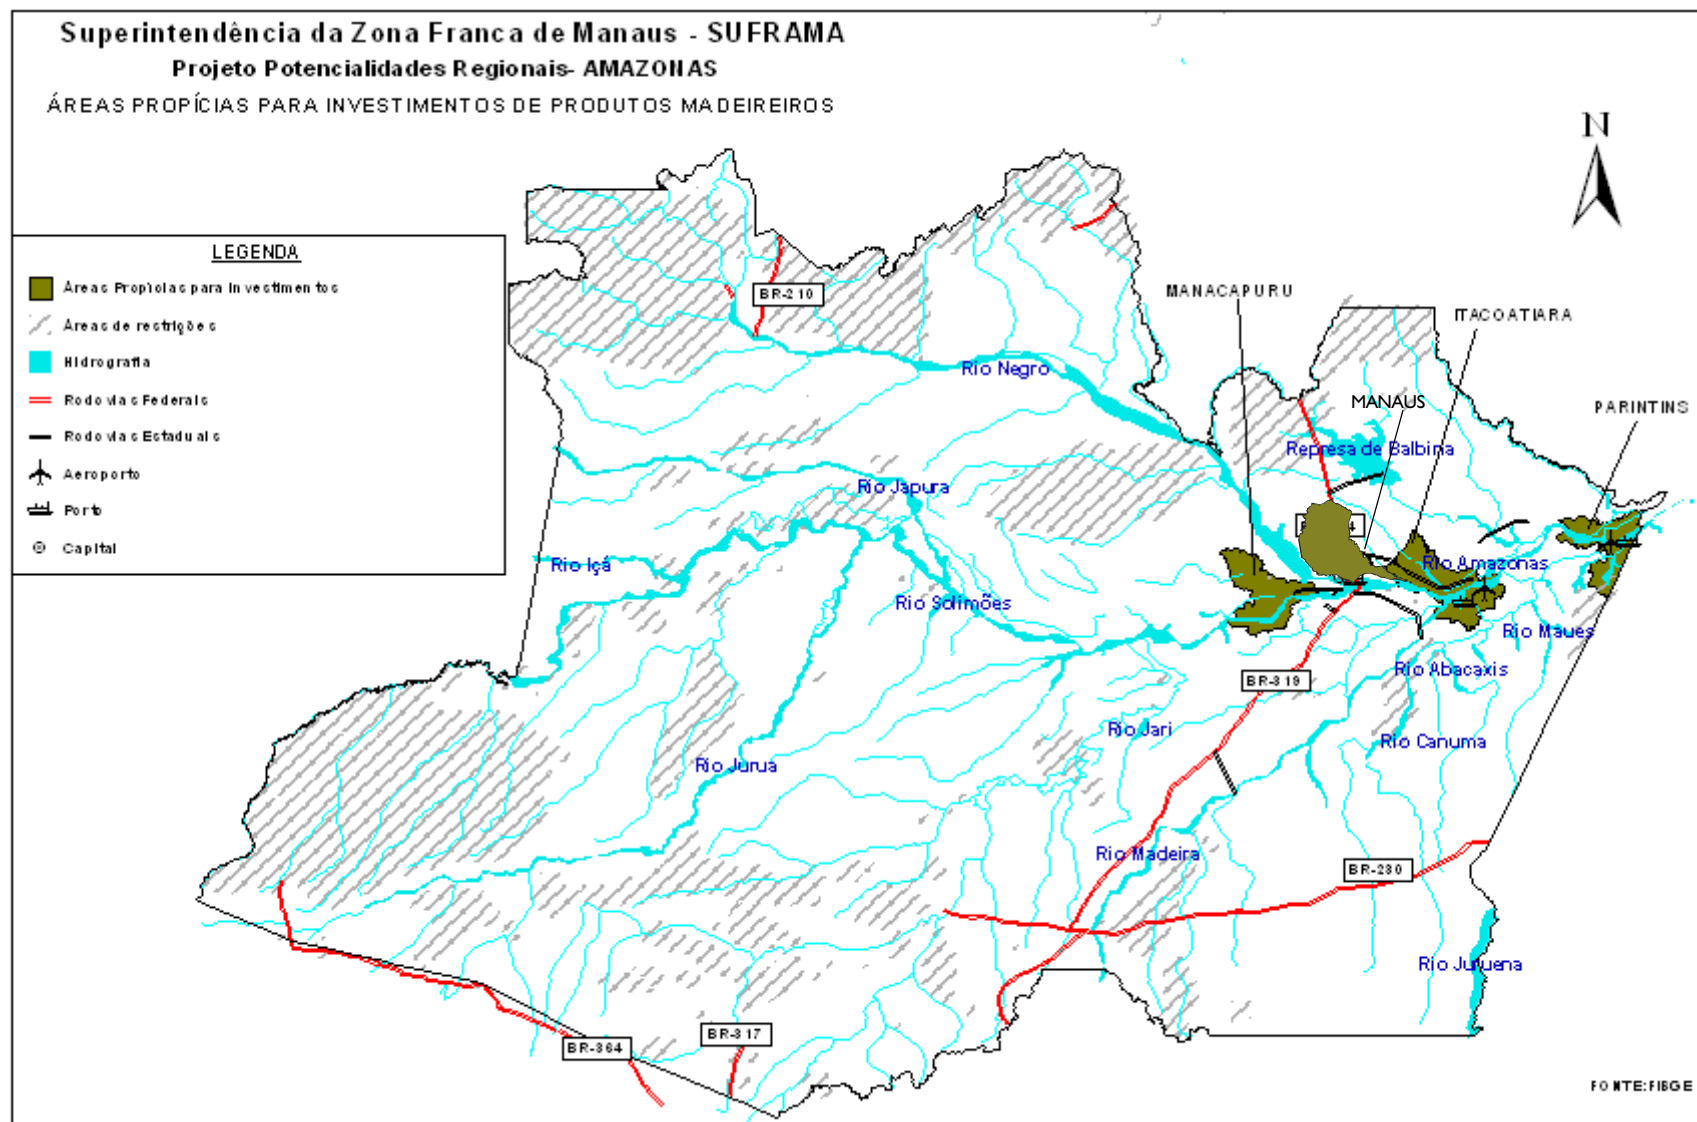 Superintendência da Zona Franca de Manaus - SUFRAMA
Projeto Potencialidades Regionais- AMAZONAS
ÁREAS PROPÍCIAS PARA INVESTIMENTOS DE PRODUTOS MADEIREIROS
N
LEGENDA
Áreas Propícias para Investimentos
Áreas de restrições
Hidrografia
Rodovias Federais
Rodovias Estaduais
Aeroporto
Porto
Capital
BR-210
MANACAPURU
ITACOATIARA
MANAUS
PARINTINS
Rio Negro
Represa de Balbina
Rio Japura
Rio Içá
Rio Solimões
Rio Amazonas
Rio Maues
Rio Abacaxis
BR-319
Rio Jari
Rio Canuma
Rio Jurua
Rio Madeira
BR-230
Rio Juruena
BR-317
BR-364
FONTE:FIBGE